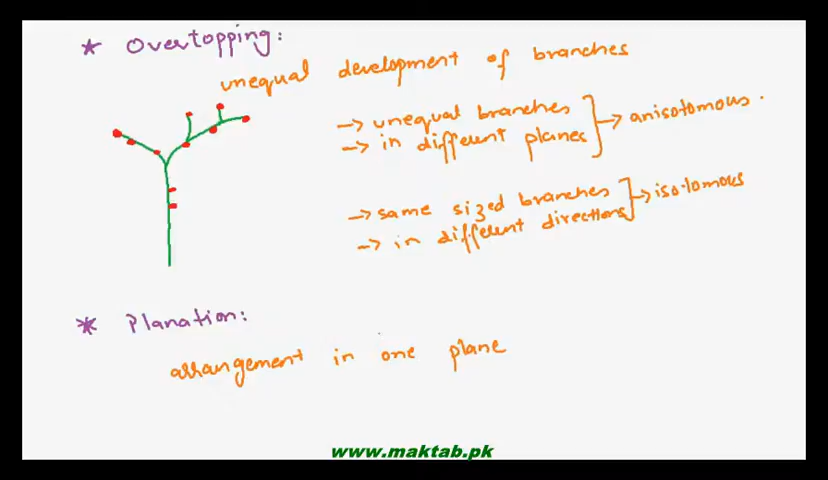 * Overtopping:
unequal development of branches
→ unequal branches
→ in different planes
→ anisotomous.
→ same sized branches
→ in different directions
→ isotomous
* Planation:
arrangement in one plane
www.maktab.pk